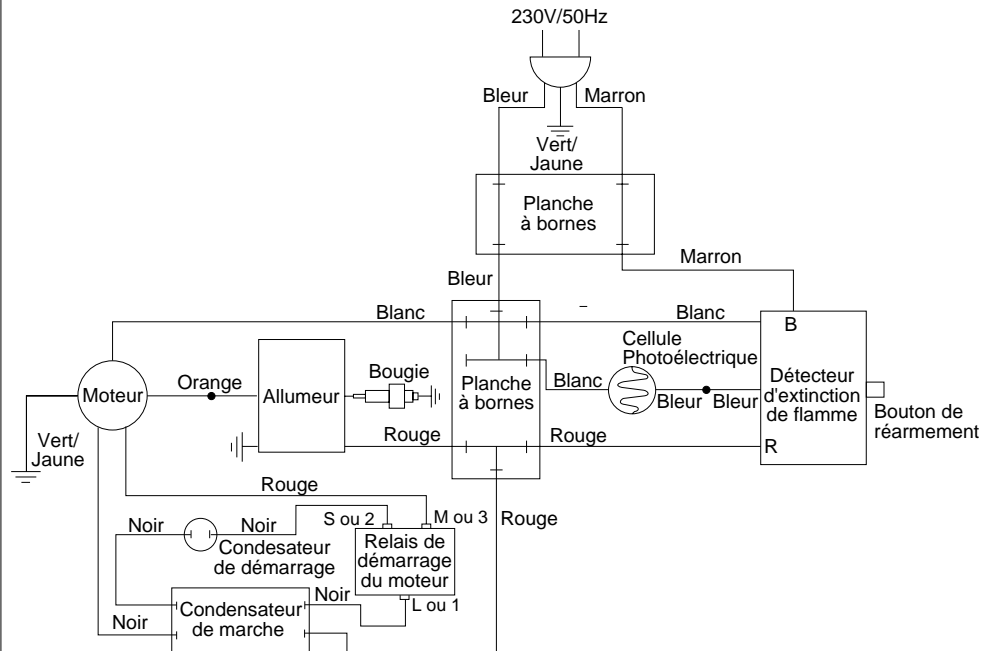 230V/50Hz
Bleur
Marron
Vert/
Jaune
Planche
à bornes
Marron
Bleur
Blanc
Blanc
B
Cellule
Photoélectrique
Moteur
Orange
Allumeur
Bougie
Planche
à bornes
Blanc
Bleur
Bleur
Détecteur
d'extinction
de flamme
Bouton de
réarmement
Vert/
Jaune
Rouge
Rouge
R
Rouge
Noir
Noir
S ou 2
M ou 3
Rouge
Condesateur
de démarrage
Relais de
démarrage
du moteur
Noir
L ou 1
Condensateur
de marche
Noir